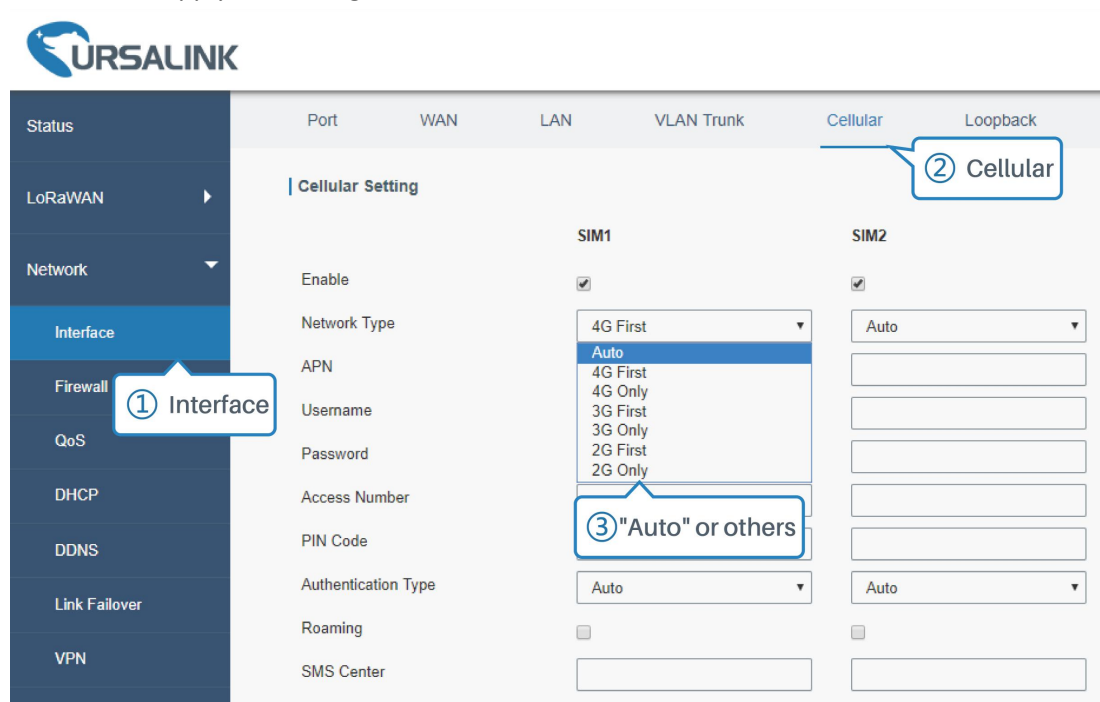 URSALINK
Status
Port WAN LAN VLAN Trunk Cellular Loopback
② Cellular
LoRaWAN
Cellular Setting
SIM1 SIM2
Network
Enable
Interface
Network Type 4G First Auto
Auto
4G First
4G Only
3G First
3G Only
2G First
2G Only
APN
Firewall
① Interface
Username
QoS
Password
DHCP
Access Number
③"Auto" or others
PIN Code
DDNS
Authentication Type Auto Auto
Link Failover
Roaming
VPN
SMS Center